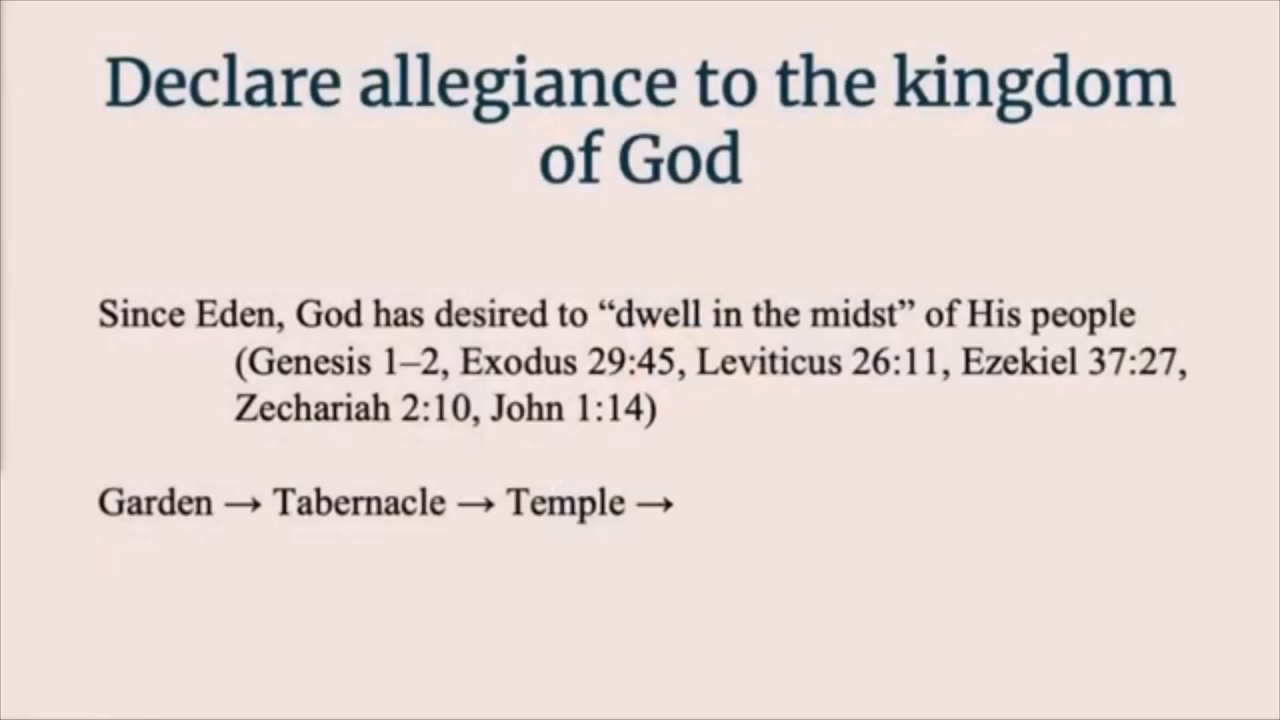 Declare allegiance to the kingdom
of God
Since Eden, God has desired to “dwell in the midst” of His people
(Genesis 1–2, Exodus 29:45, Leviticus 26:11, Ezekiel 37:27,
Zechariah 2:10, John 1:14)
Garden → Tabernacle → Temple →